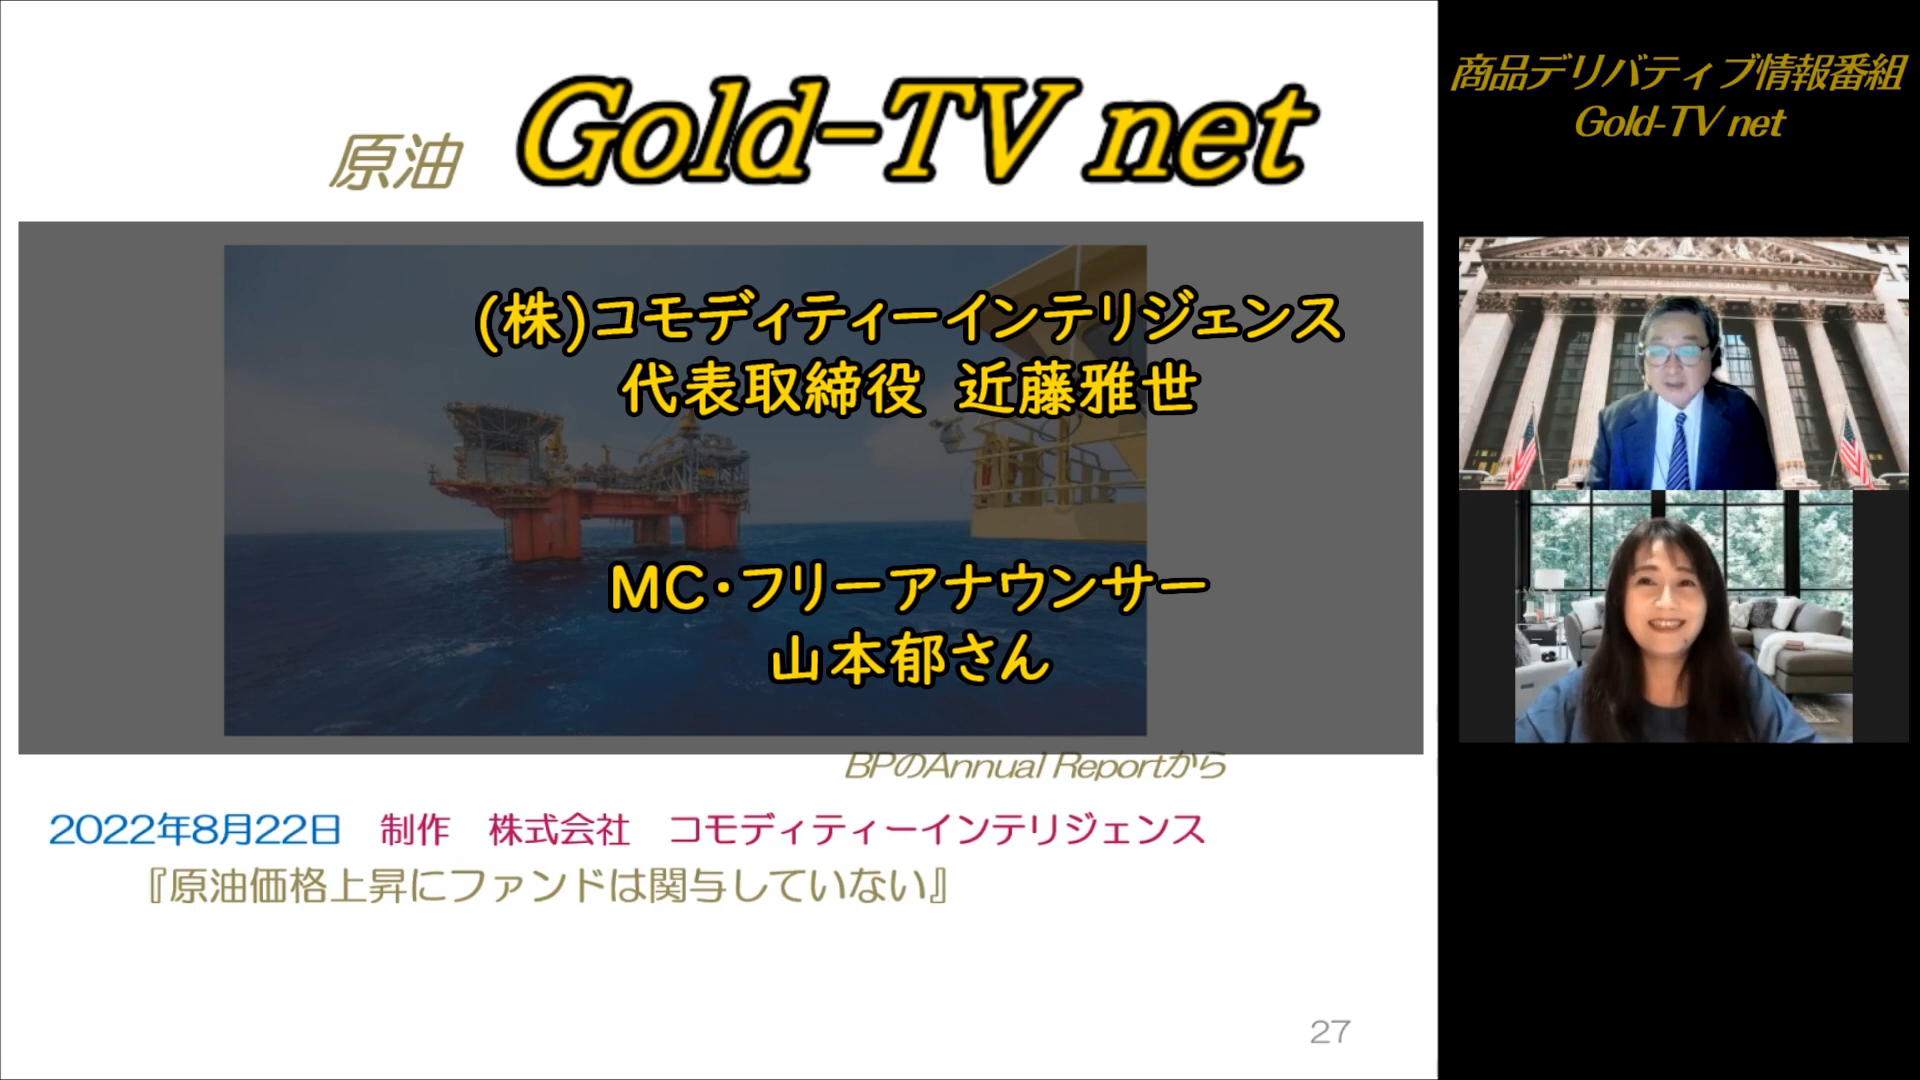 原油 Gold-TV net
(株)コモディティーインテリジェンス
代表取締役 近藤雅世
MC・フリーアナウンサー
山本郁さん
BPのAnnual Reportから
2022年8月22日 制作 株式会社 コモディティーインテリジェンス
『原油価格上昇にファンドは関与していない』
27
商品デリバティブ情報番組
Gold-TV net